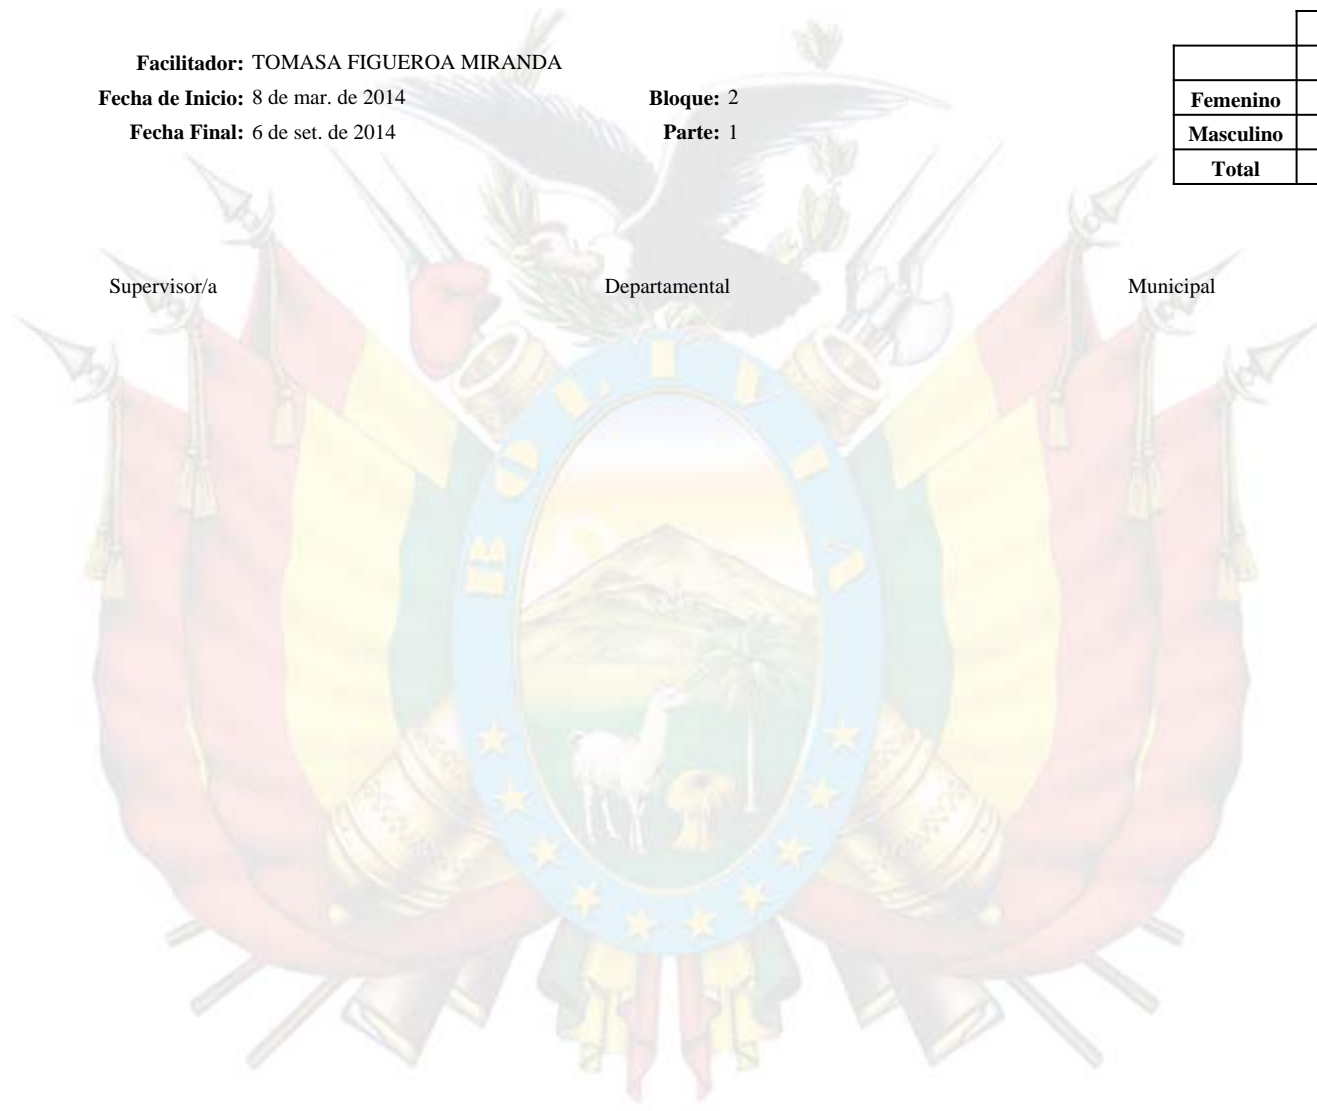 Facilitador: TOMASA FIGUEROA MIRANDA
Fecha de Inicio: 8 de mar. de 2014 Bloque: 2
Fecha Final: 6 de set. de 2014 Parte: 1
Femenino
Masculino
Total
Supervisor/a Departamental Municipal
BOLIVIA